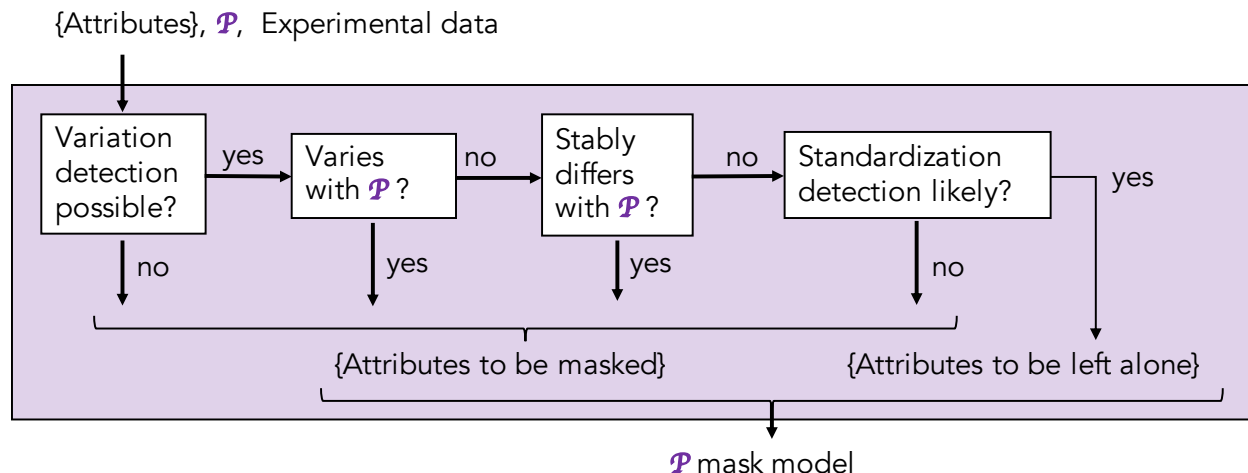 {Attributes}, 𝓟, Experimental data
Variation
detection
possible?
yes
Varies
with 𝓟 ?
no
Stably
differs
with 𝓟 ?
no
Standardization
detection likely?
yes
no
yes
yes
no
{Attributes to be masked}
{Attributes to be left alone}
𝓟 mask model